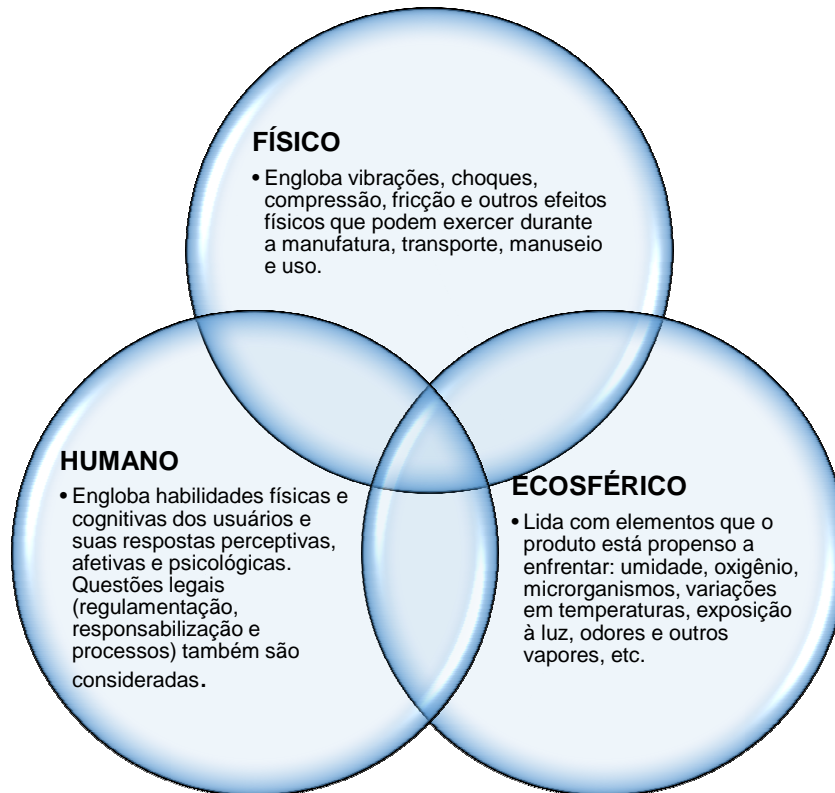 FÍSICO
• Engloba vibrações, choques,
compressão, fricção e outros efeitos
físicos que podem exercer durante
a manufatura, transporte, manuseio
e uso.
HUMANO
• Engloba habilidades físicas e
cognitivas dos usuários e
suas respostas perceptivas,
afetivas e psicológicas.
Questões legais
(regulamentação,
responsabilização e
processos) também são
consideradas.
ECOSFÉRICO
• Lida com elementos que o
produto está propenso a
enfrentar: umidade, oxigênio,
microrganismos, variações
em temperaturas, exposição
à luz, odores e outros
vapores, etc.